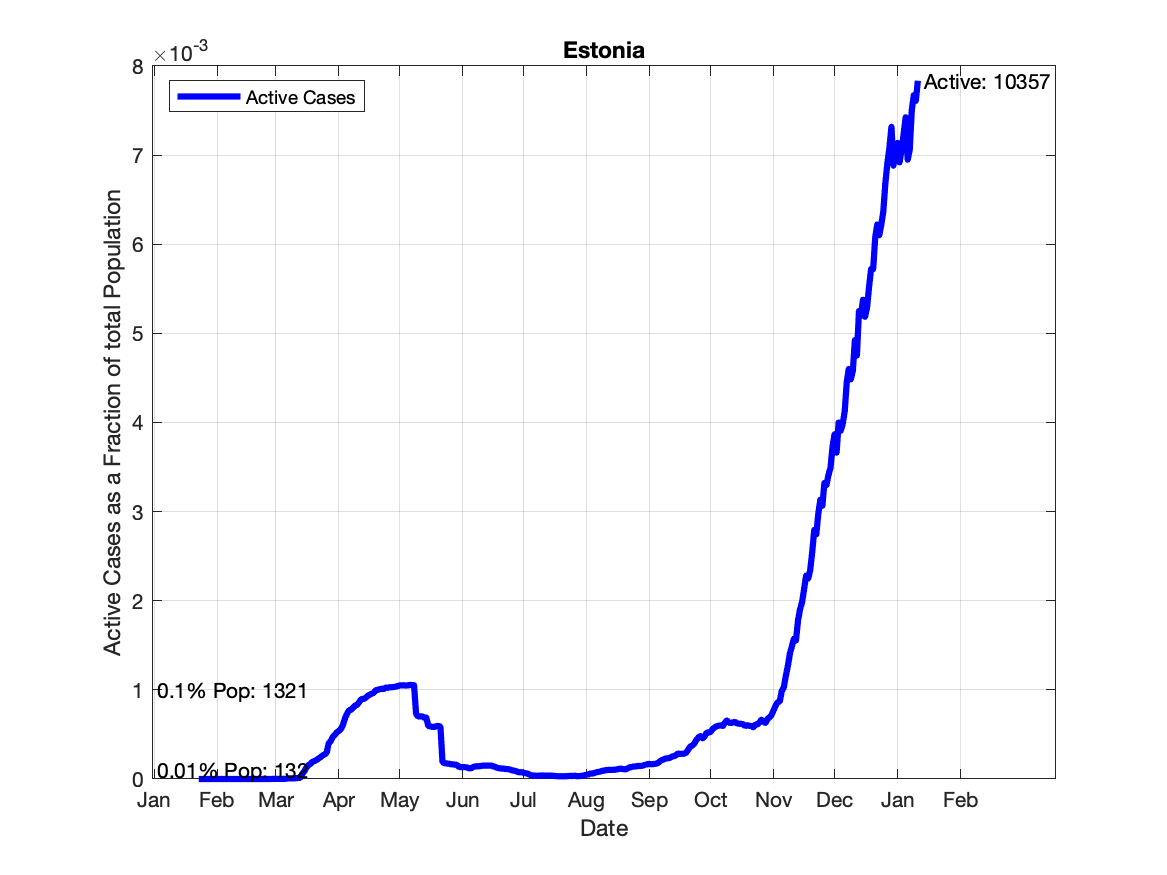 Estonia
×10-3
8
7
6
5
4
3
2
1
0
Active Cases as a Fraction of total Population
Active Cases
Active: 10357
0.1% Pop: 1321
0.01% Pop: 132
Jan Feb Mar Apr May Jun Jul Aug Sep Oct Nov Dec Jan Feb
Date